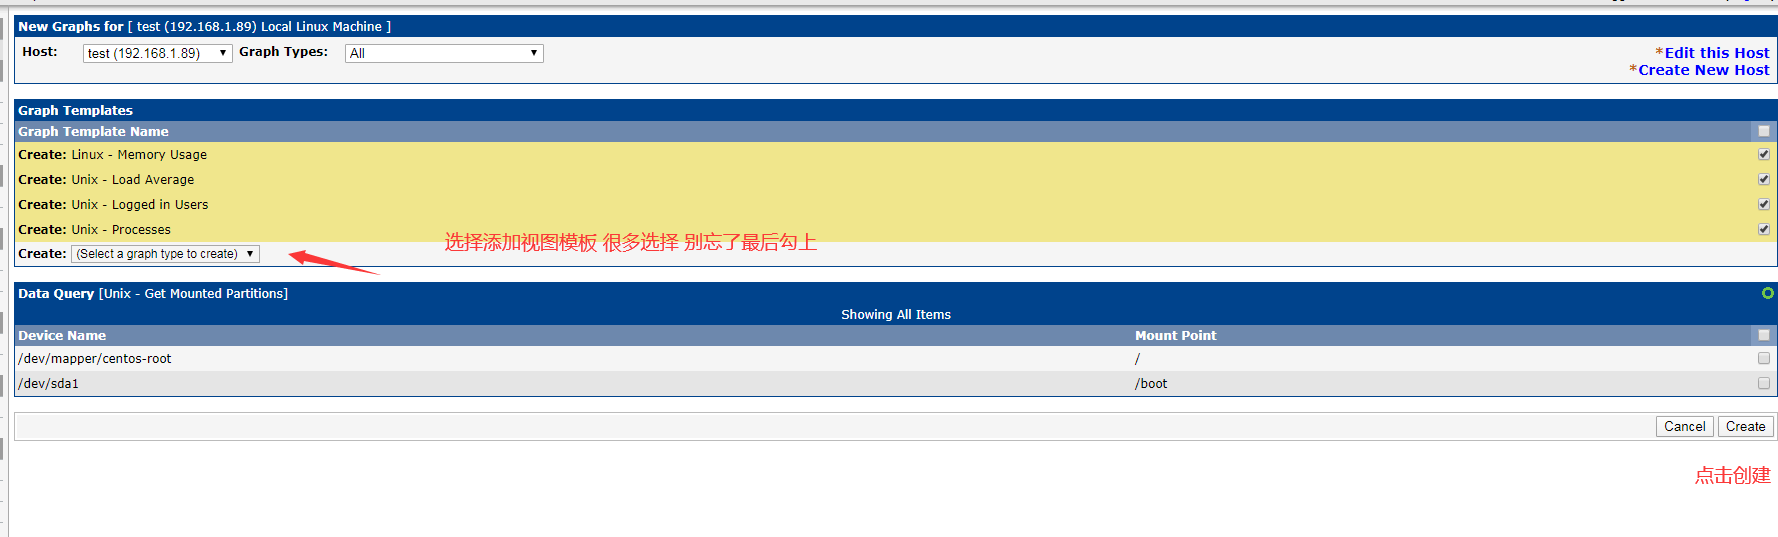 New Graphs for [ test (192.168.1.89) Local Linux Machine ]
Host: test (192.168.1.89) Graph Types: All
*Edit this Host
*Create New Host
Graph Templates
Graph Template Name
Create: Linux - Memory Usage
Create: Unix - Load Average
Create: Unix - Logged in Users
Create: Unix - Processes
选择添加视图模板 很多选择 别忘了最后勾上
Create: (Select a graph type to create)
Data Query [Unix - Get Mounted Partitions]
Showing All Items
Device Name Mount Point
/dev/mapper/centos-root /
/dev/sda1 /boot
Cancel Create
点击创建